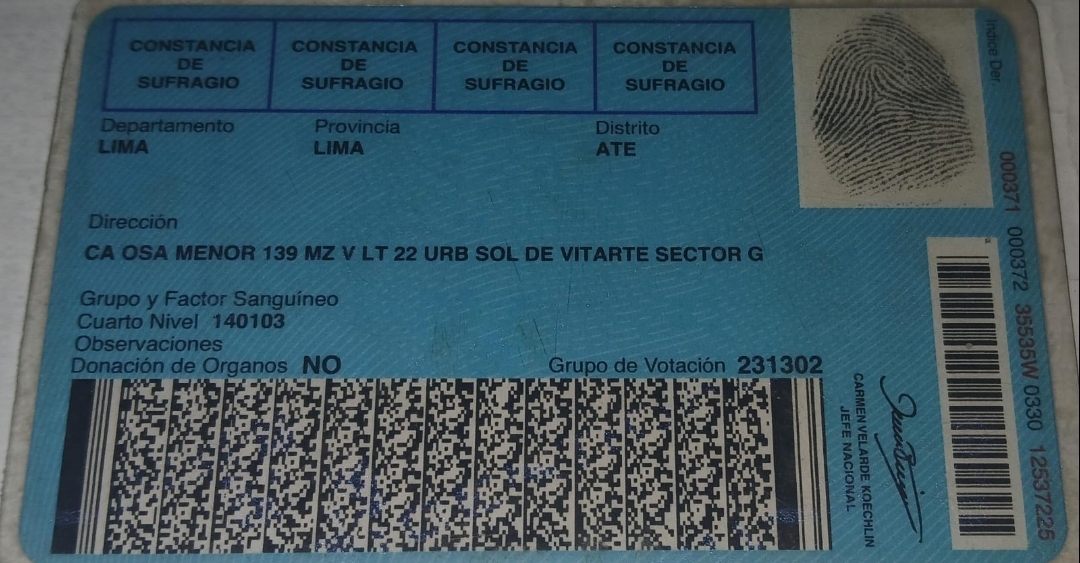 CONSTANCIA DE SUFRAGIO
CONSTANCIA DE SUFRAGIO
CONSTANCIA DE SUFRAGIO
CONSTANCIA DE SUFRAGIO
Departamento
LIMA
Provincia
LIMA
Distrito
ATE
Dirección
CA OSA MENOR 139 MZ V LT 22 URB SOL DE VITARTE SECTOR G
Grupo y Factor Sanguíneo
Cuarto Nivel 140103
Observaciones
Donación de Organos NO
Grupo de Votación 231302
CARMEN VELARDE KOECHLIN
JEFE NACIONAL
Indice Der.
000371 000372 35535W 0330 12537225